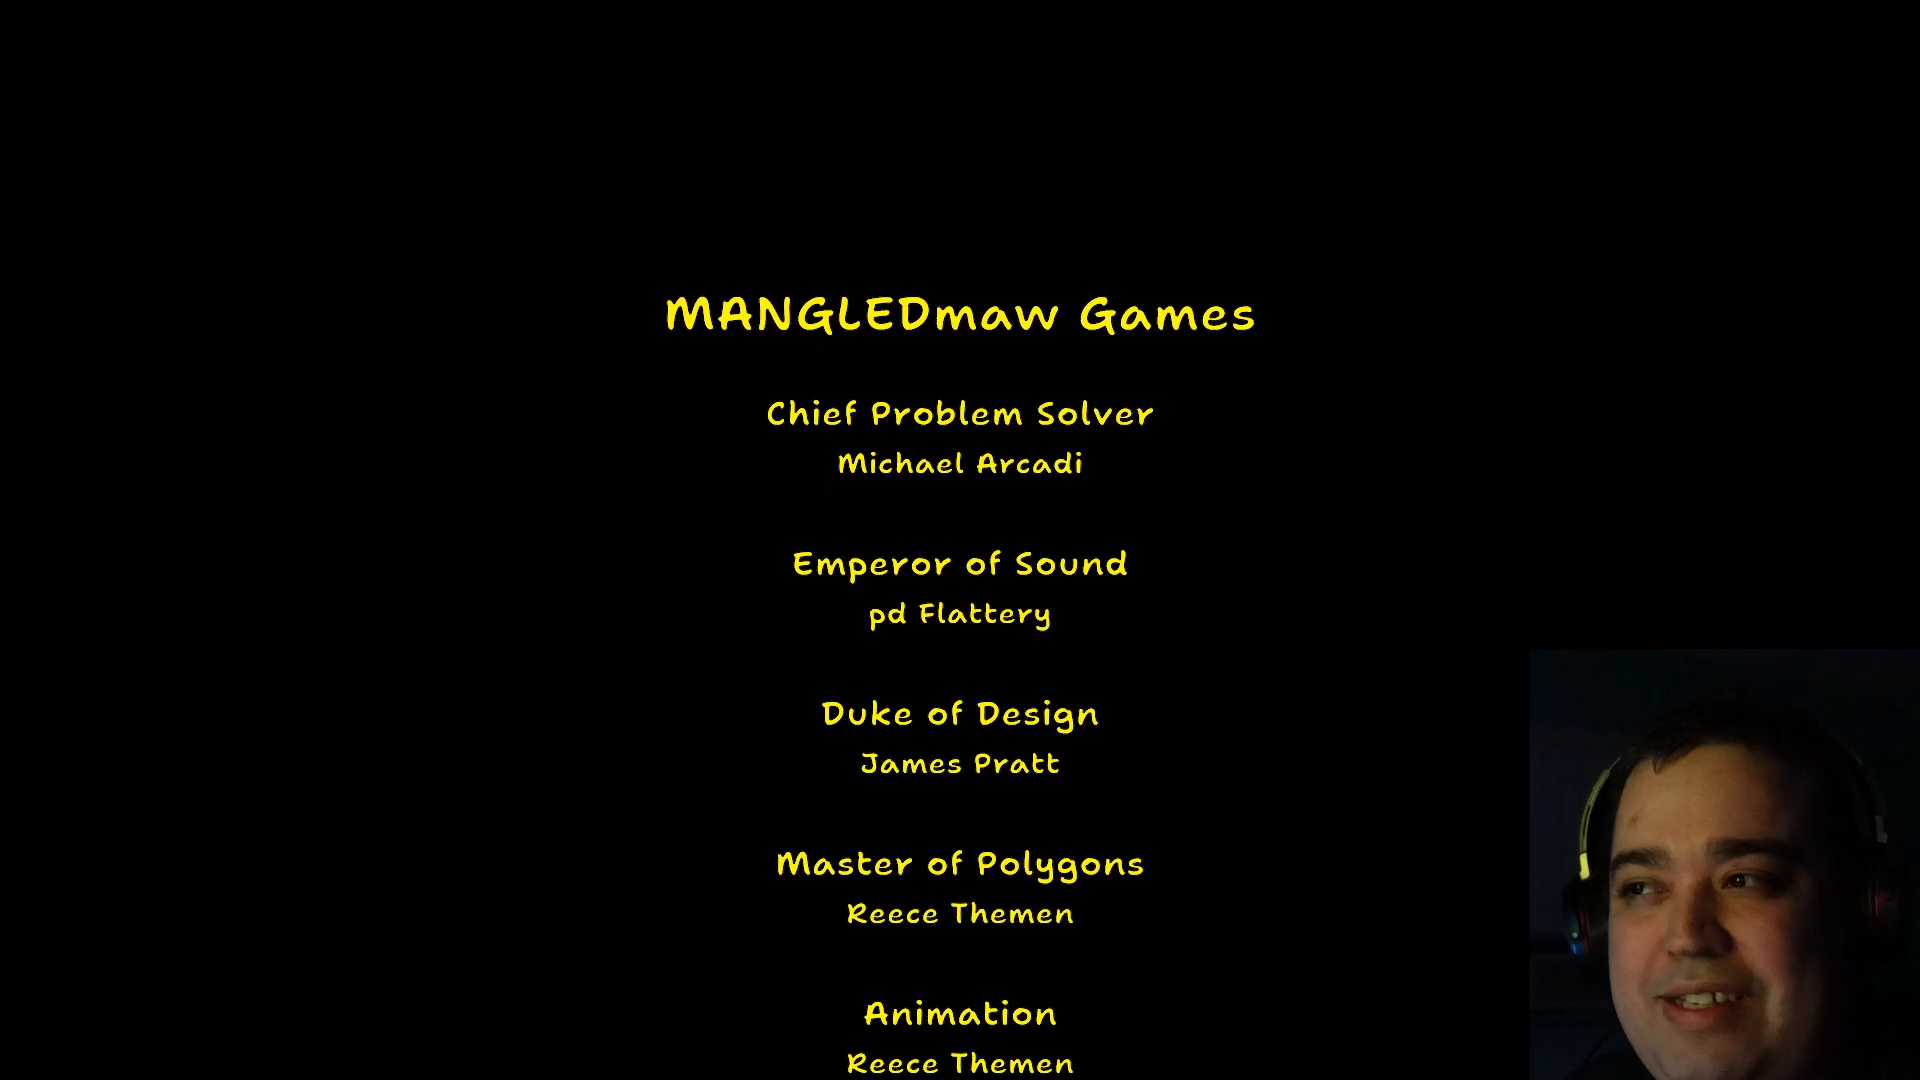 MANGLEDmaw Games
Chief Problem Solver
Michael Arcadi
Emperor of Sound
pd Flattery
Duke of Design
James Pratt
Master of Polygons
Reece Themen
Animation
Reece Themen